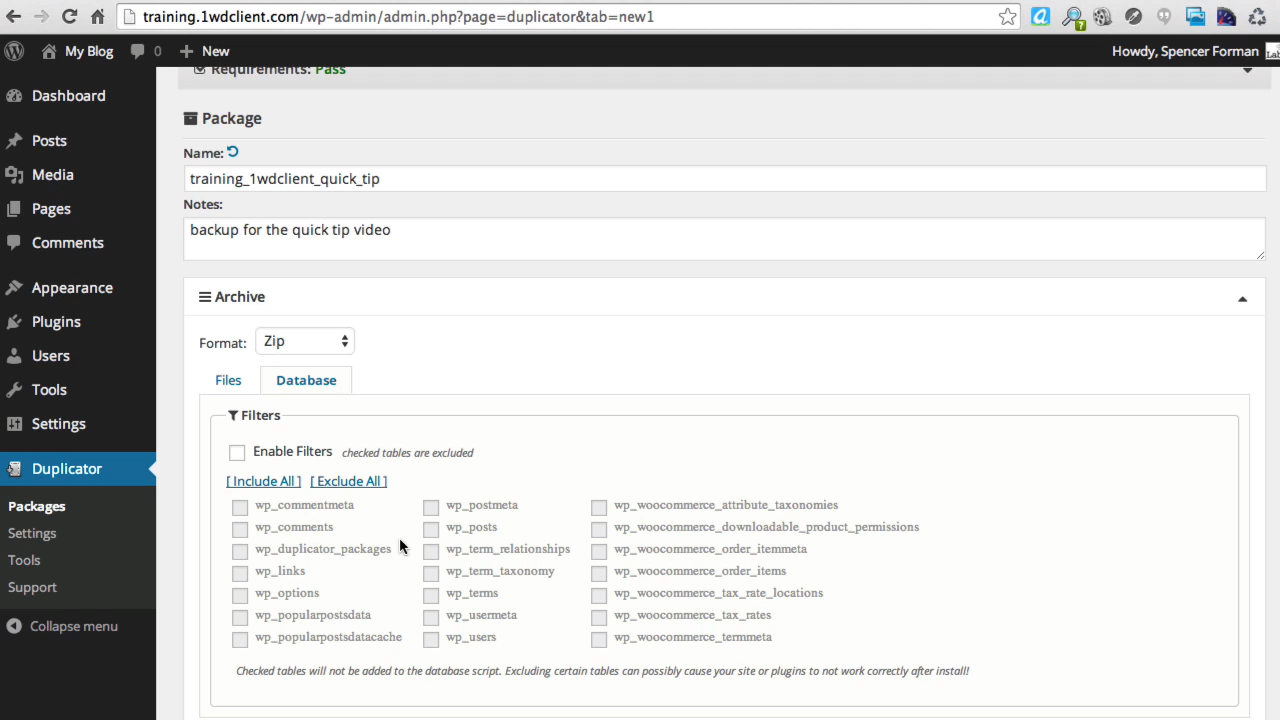 training.1wdclient.com/wp-admin/admin.php?page=duplicator&tab=new1
My Blog 0 New Howdy, Spencer Forman
Requirements: Pass
Dashboard
Posts
Media
Pages
Comments
Appearance
Plugins
Users
Tools
Settings
Duplicator
Packages
Settings
Tools
Support
Collapse menu
Package
Name:
training_1wdclient_quick_tip
Notes:
backup for the quick tip video
Archive
Format: Zip
Files Database
Filters
Enable Filters checked tables are excluded
[ Include All ] [ Exclude All ]
wp_commentmeta wp_postmeta wp_woocommerce_attribute_taxonomies
wp_comments wp_posts wp_woocommerce_downloadable_product_permissions
wp_duplicator_packages wp_term_relationships wp_woocommerce_order_itemmeta
wp_links wp_term_taxonomy wp_woocommerce_order_items
wp_options wp_terms wp_woocommerce_tax_rate_locations
wp_popularpostsdata wp_usermeta wp_woocommerce_tax_rates
wp_popularpostsdatacache wp_users wp_woocommerce_termmeta
Checked tables will not be added to the database script. Excluding certain tables can possibly cause your site or plugins to not work correctly after install!